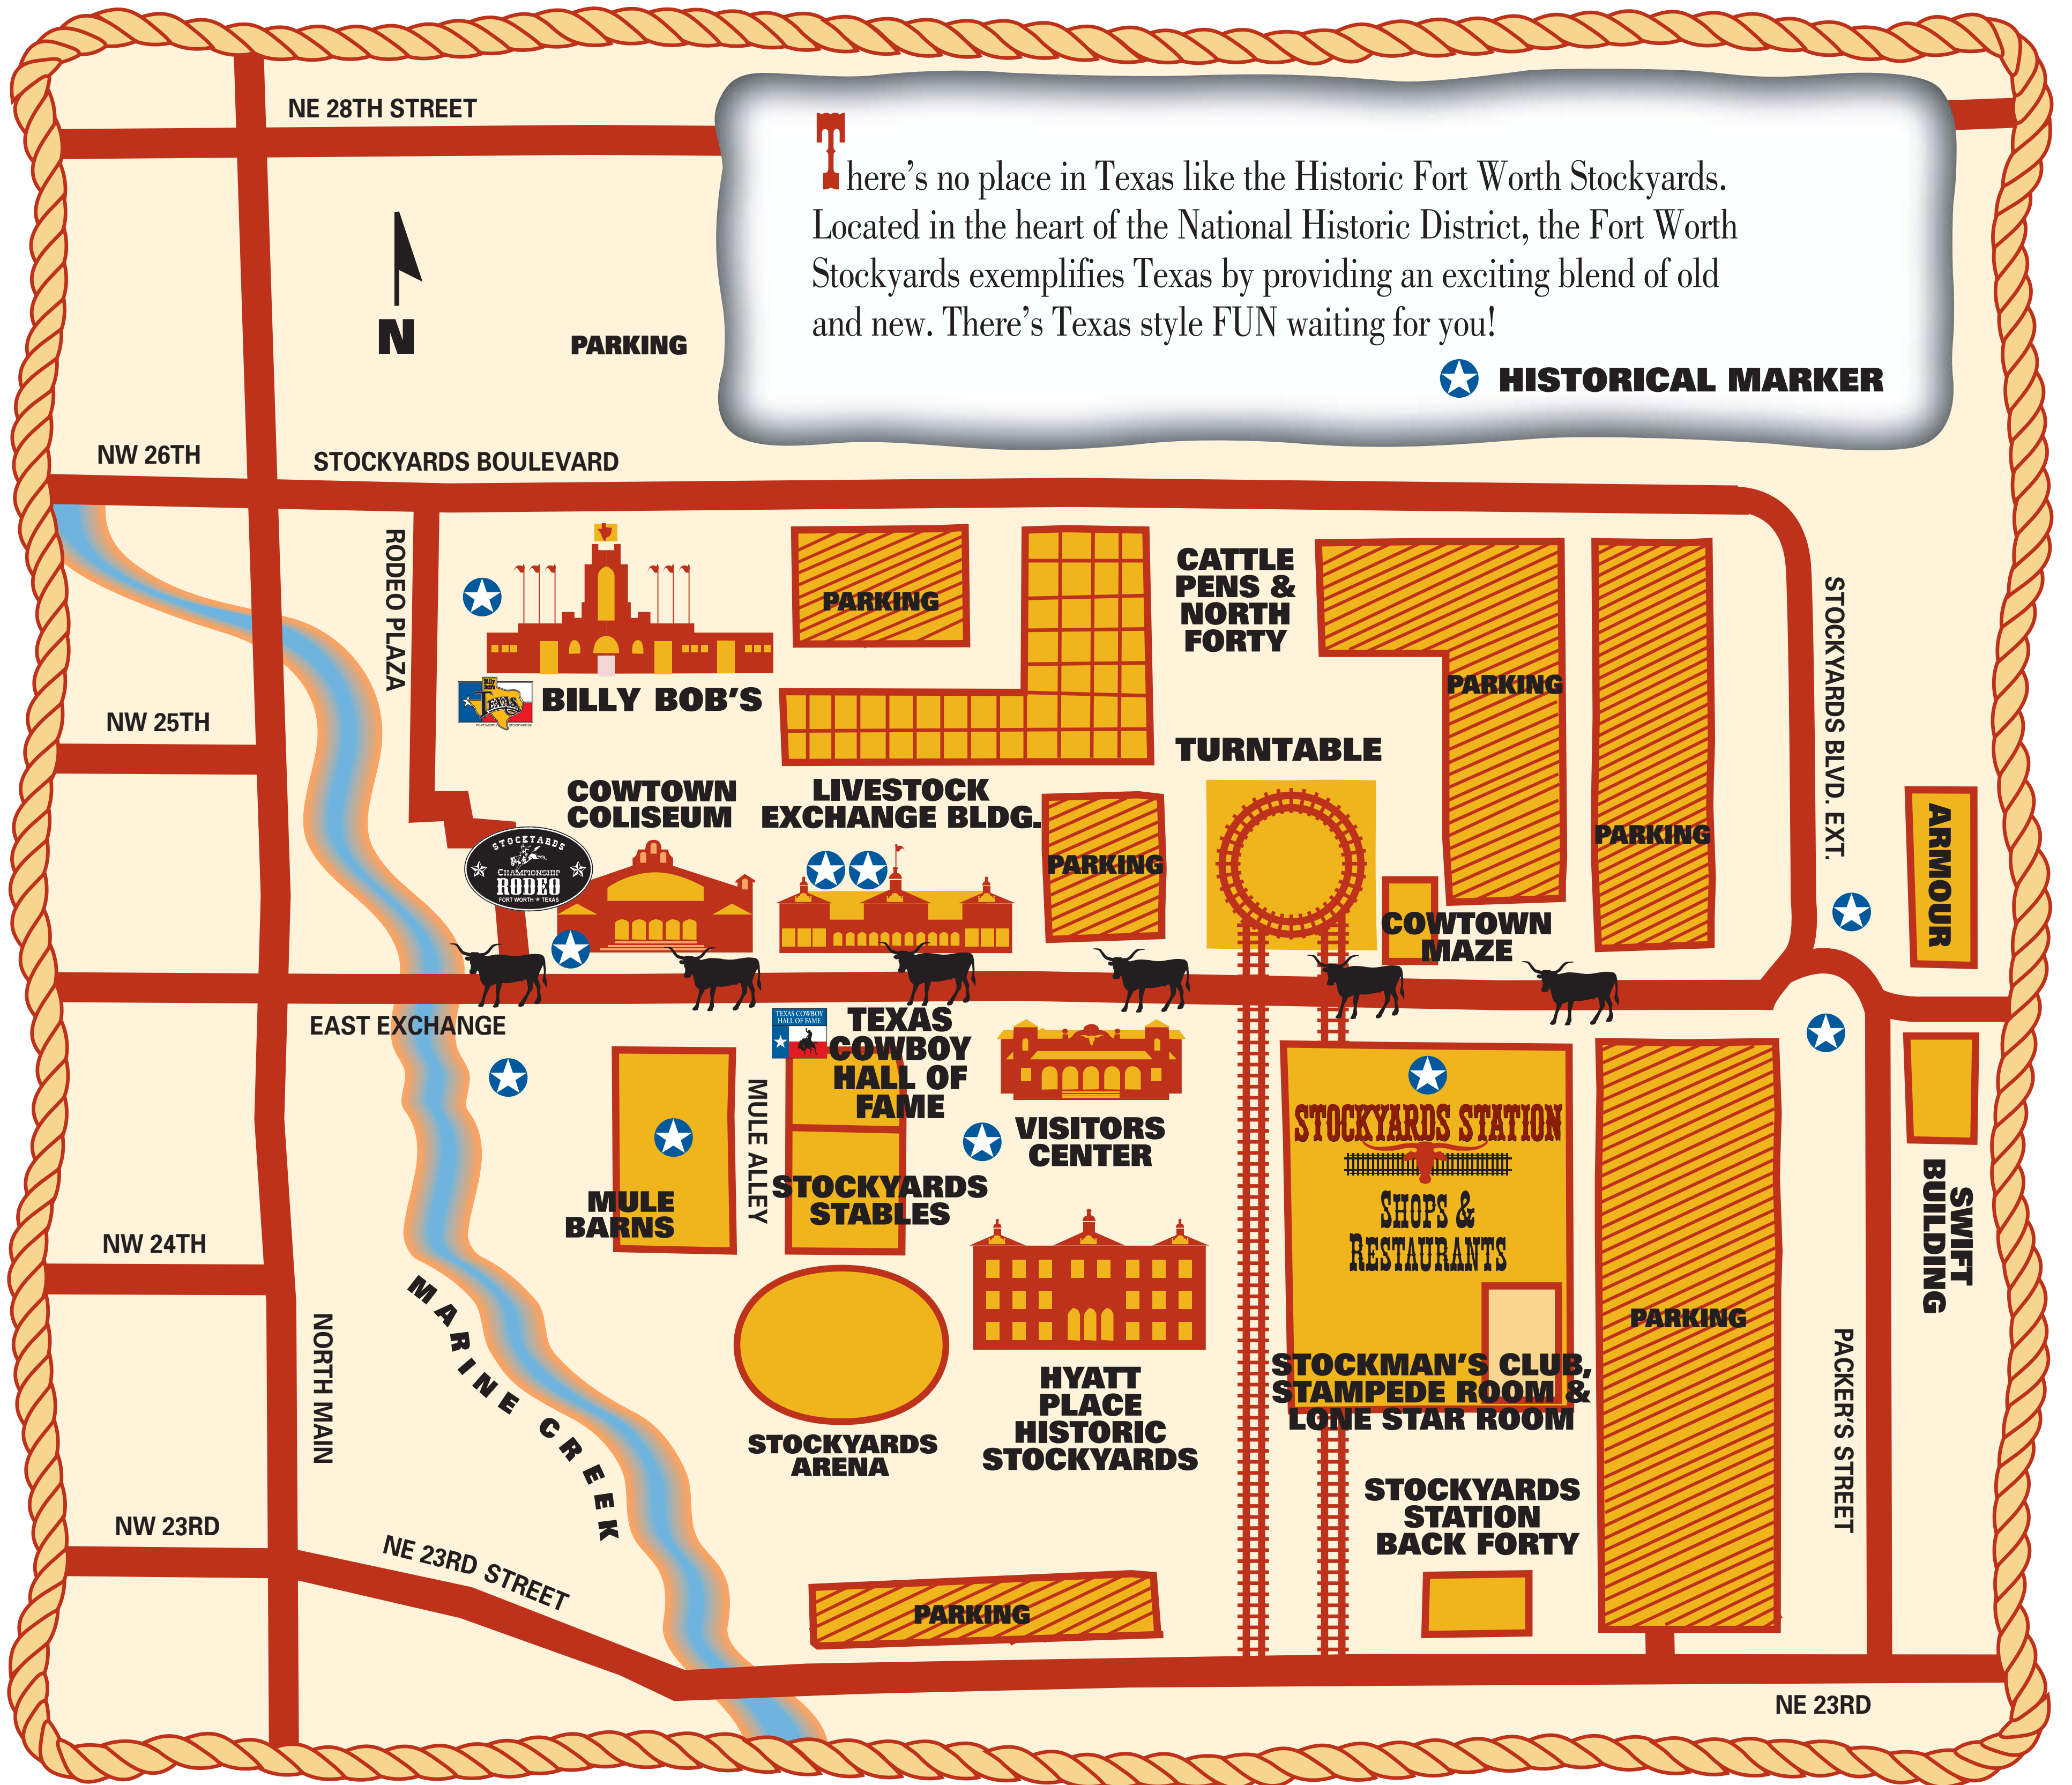 NE 28TH STREET
There's no place in Texas like the Historic Fort Worth Stockyards.
Located in the heart of the National Historic District, the Fort Worth
Stockyards exemplifies Texas by providing an exciting blend of old
and new. There's Texas style FUN waiting for you!
HISTORICAL MARKER
N
PARKING
NW 26TH
STOCKYARDS BOULEVARD
RODEO PLAZA
PARKING
CATTLE
PENS &
NORTH
FORTY
PARKING
PARKING
STOCKYARDS BLVD. EXT.
BILLY BOB'S
TEXAS
NW 25TH
TURNTABLE
COWTOWN
COLISEUM
LIVESTOCK
EXCHANGE BLDG.
PARKING
ARMOUR
STOCKYARDS
CHAMPIONSHIP
RODEO
FORT WORTH ★ TEXAS
COWTOWN
MAZE
EAST EXCHANGE
TEXAS COWBOY
HALL OF FAME
TEXAS
COWBOY
HALL OF
FAME
MULE ALLEY
VISITORS
CENTER
STOCKYARDS STATION
SHOPS &
RESTAURANTS
MULE
BARNS
STOCKYARDS
STABLES
SWIFT
BUILDING
NW 24TH
MARINE CREEK
NORTH MAIN
PARKING
PACKER'S STREET
STOCKMAN'S CLUB,
STAMPEDE ROOM &
LONE STAR ROOM
HYATT
PLACE
HISTORIC
STOCKYARDS
STOCKYARDS
ARENA
STOCKYARDS
STATION
BACK FORTY
NW 23RD
NE 23RD STREET
PARKING
NE 23RD